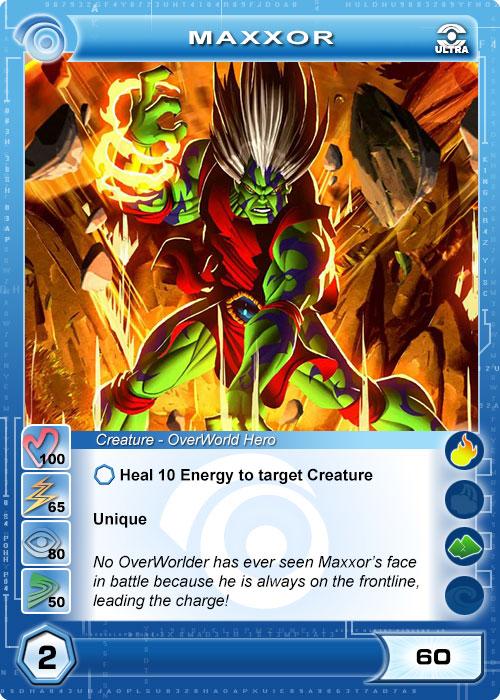 MAXXOR
ULTRA
Creature - OverWorld Hero
100
Heal 10 Energy to target Creature
65
Unique
80
No OverWorlder has ever seen Maxxor's face
in battle because he is always on the frontline,
50
leading the charge!
2
60